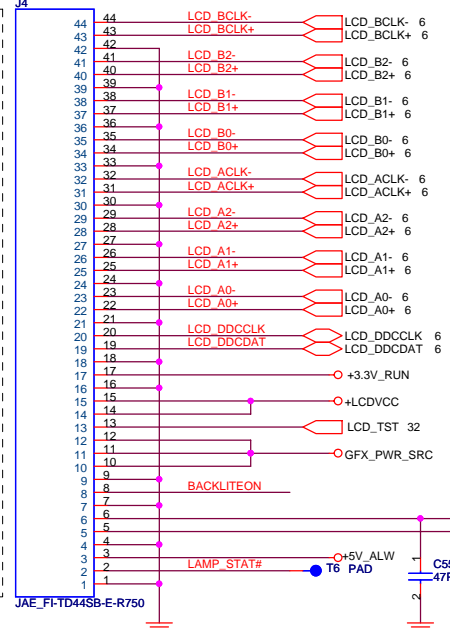 J4
44 44 LCD_BCLK- LCD_BCLK- 6
43 43 LCD_BCLK+ LCD_BCLK+ 6
42 42
41 41 LCD_B2- LCD_B2- 6
40 40 LCD_B2+ LCD_B2+ 6
39 39
38 38 LCD_B1- LCD_B1- 6
37 37 LCD_B1+ LCD_B1+ 6
36 36
35 35 LCD_B0- LCD_B0- 6
34 34 LCD_B0+ LCD_B0+ 6
33 33
32 32 LCD_ACLK- LCD_ACLK- 6
31 31 LCD_ACLK+ LCD_ACLK+ 6
30 30
29 29 LCD_A2- LCD_A2- 6
28 28 LCD_A2+ LCD_A2+ 6
27 27
26 26 LCD_A1- LCD_A1- 6
25 25 LCD_A1+ LCD_A1+ 6
24 24
23 23 LCD_A0- LCD_A0- 6
22 22 LCD_A0+ LCD_A0+ 6
21 21
20 20 LCD_DDCCLK LCD_DDCCLK 6
19 19 LCD_DDCDAT LCD_DDCDAT 6
18 18
17 17 +3.3V_RUN
16 16
15 15 +LCDVCC
14 14
13 13 LCD_TST 32
12 12
11 11 GFX_PWR_SRC
10 10
9 9
8 8 BACKLITEON
7 7
6 6
5 5
4 4
3 3 +5V_ALW
2 2 LAMP_STAT# T6 PAD
1 1
1
2
JAE_FI-TD44SB-E-R750